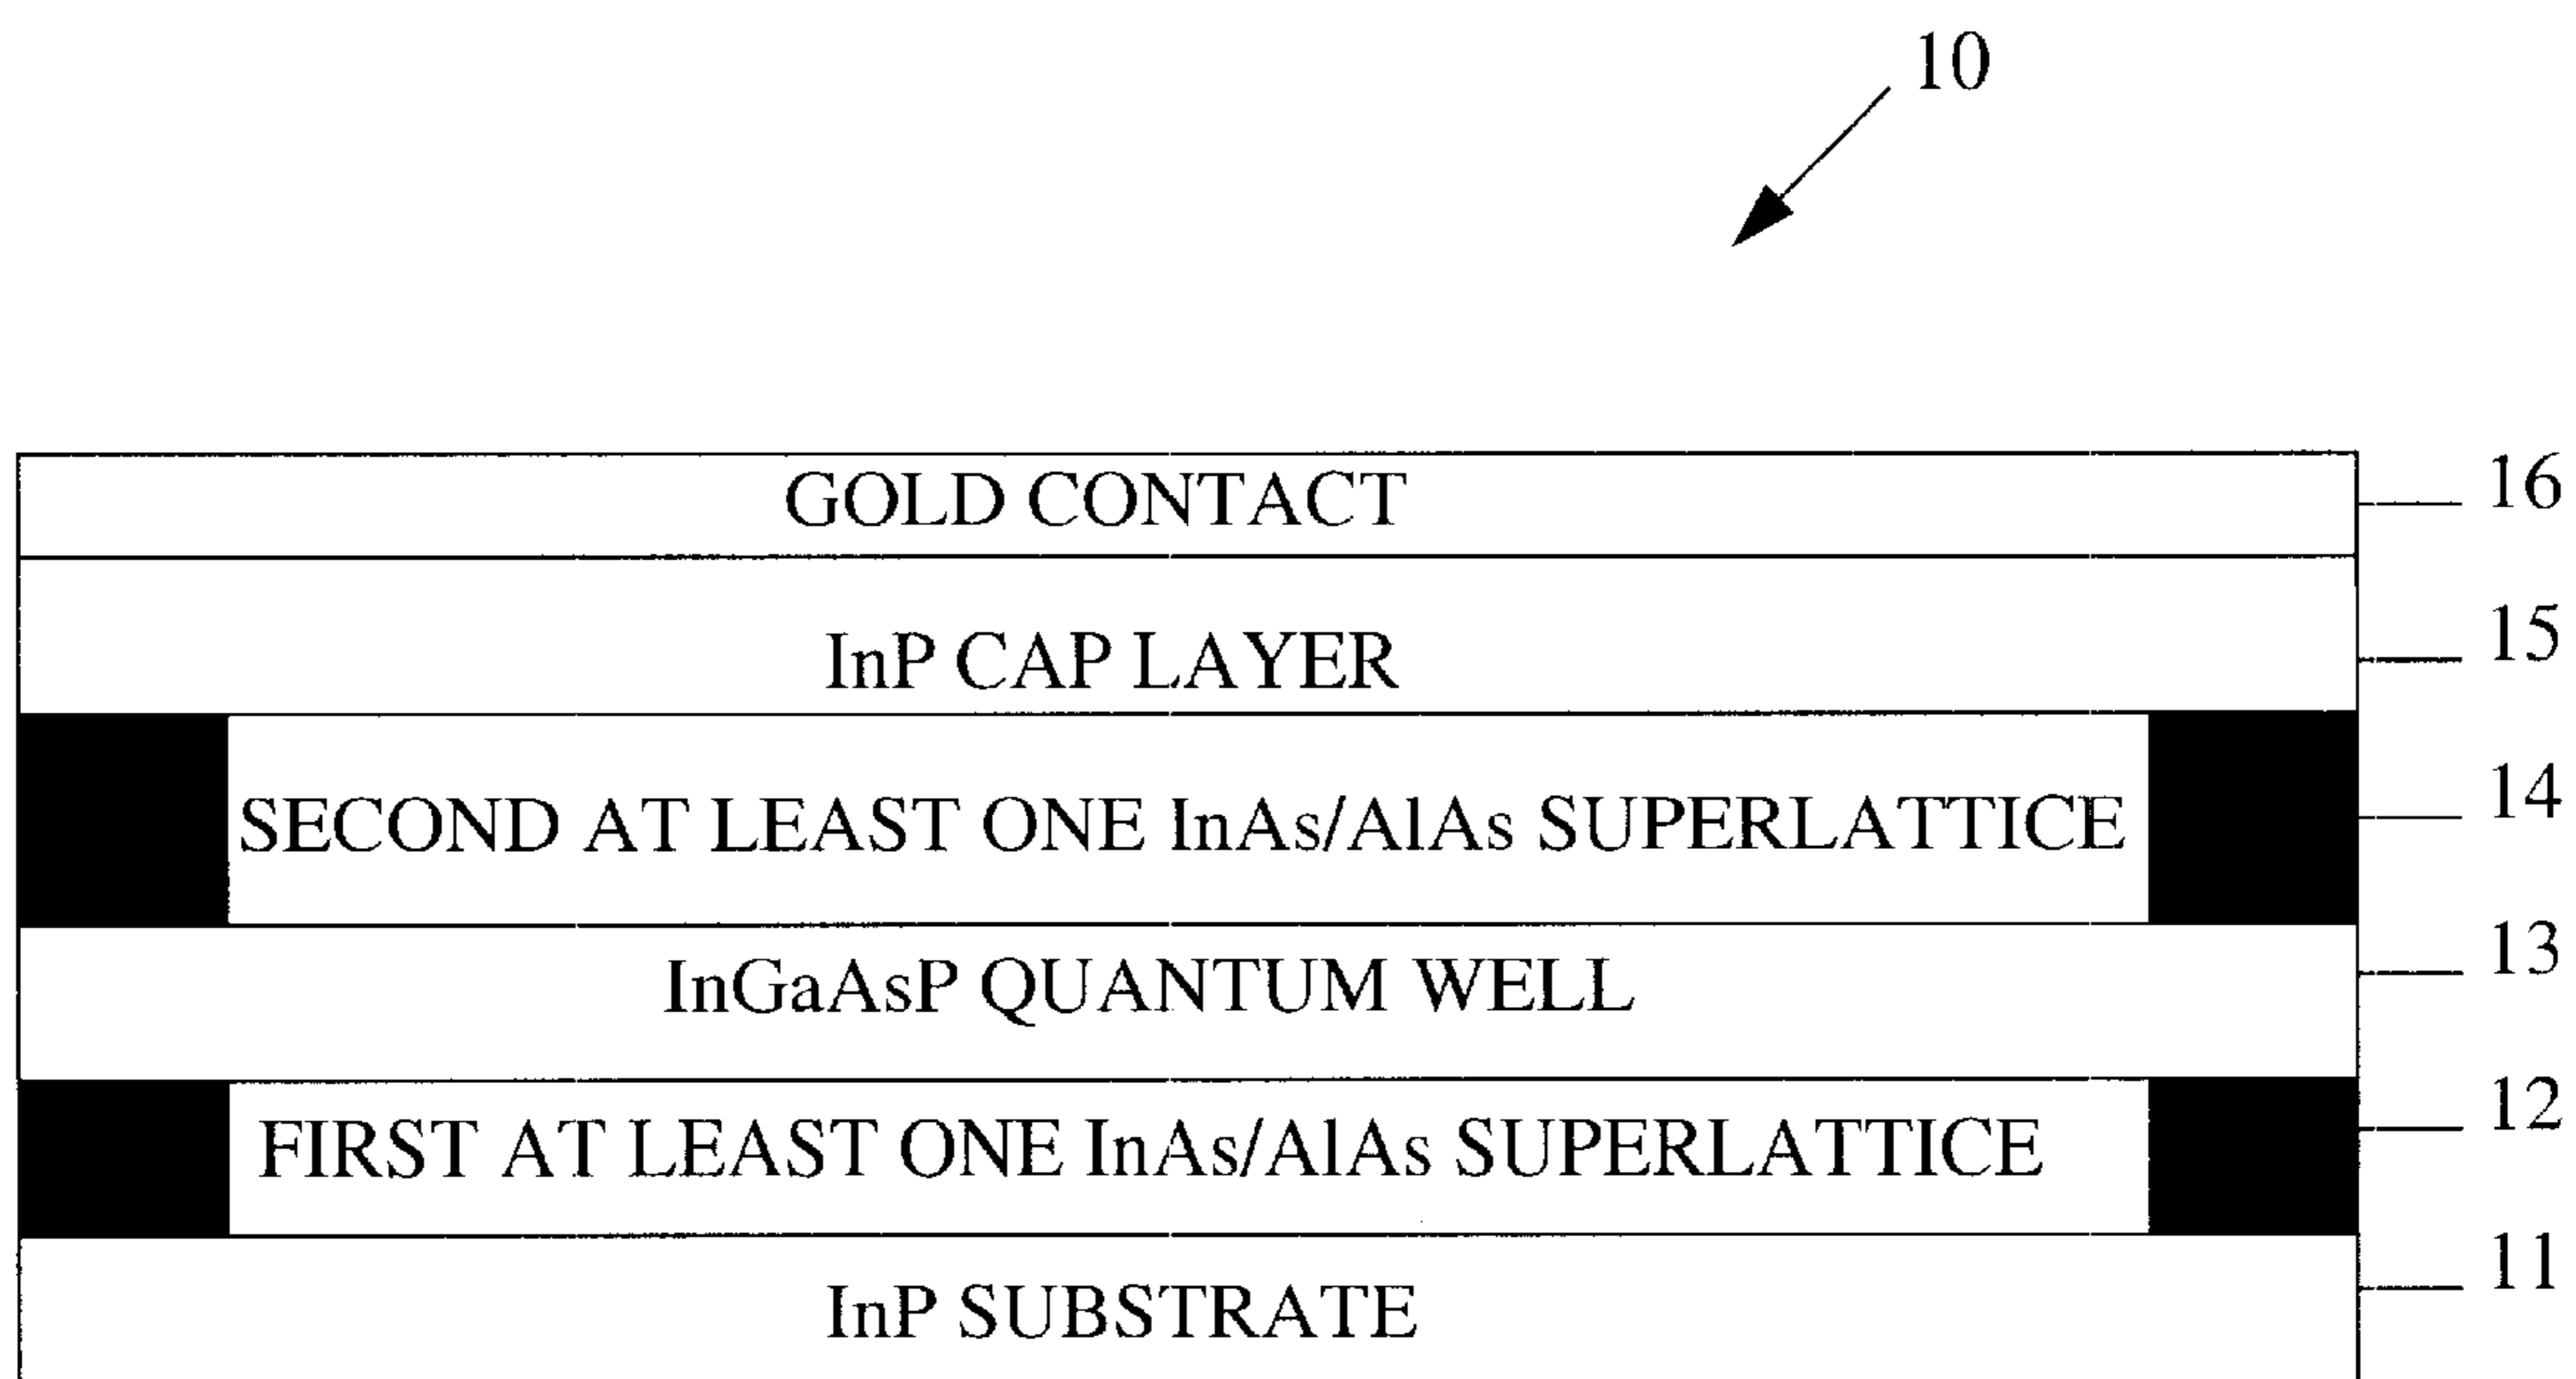 10
GOLD CONTACT 16
InP CAP LAYER 15
SECOND AT LEAST ONE InAs/AlAs SUPERLATTICE 14
InGaAsP QUANTUM WELL 13
FIRST AT LEAST ONE InAs/AlAs SUPERLATTICE 12
InP SUBSTRATE 11